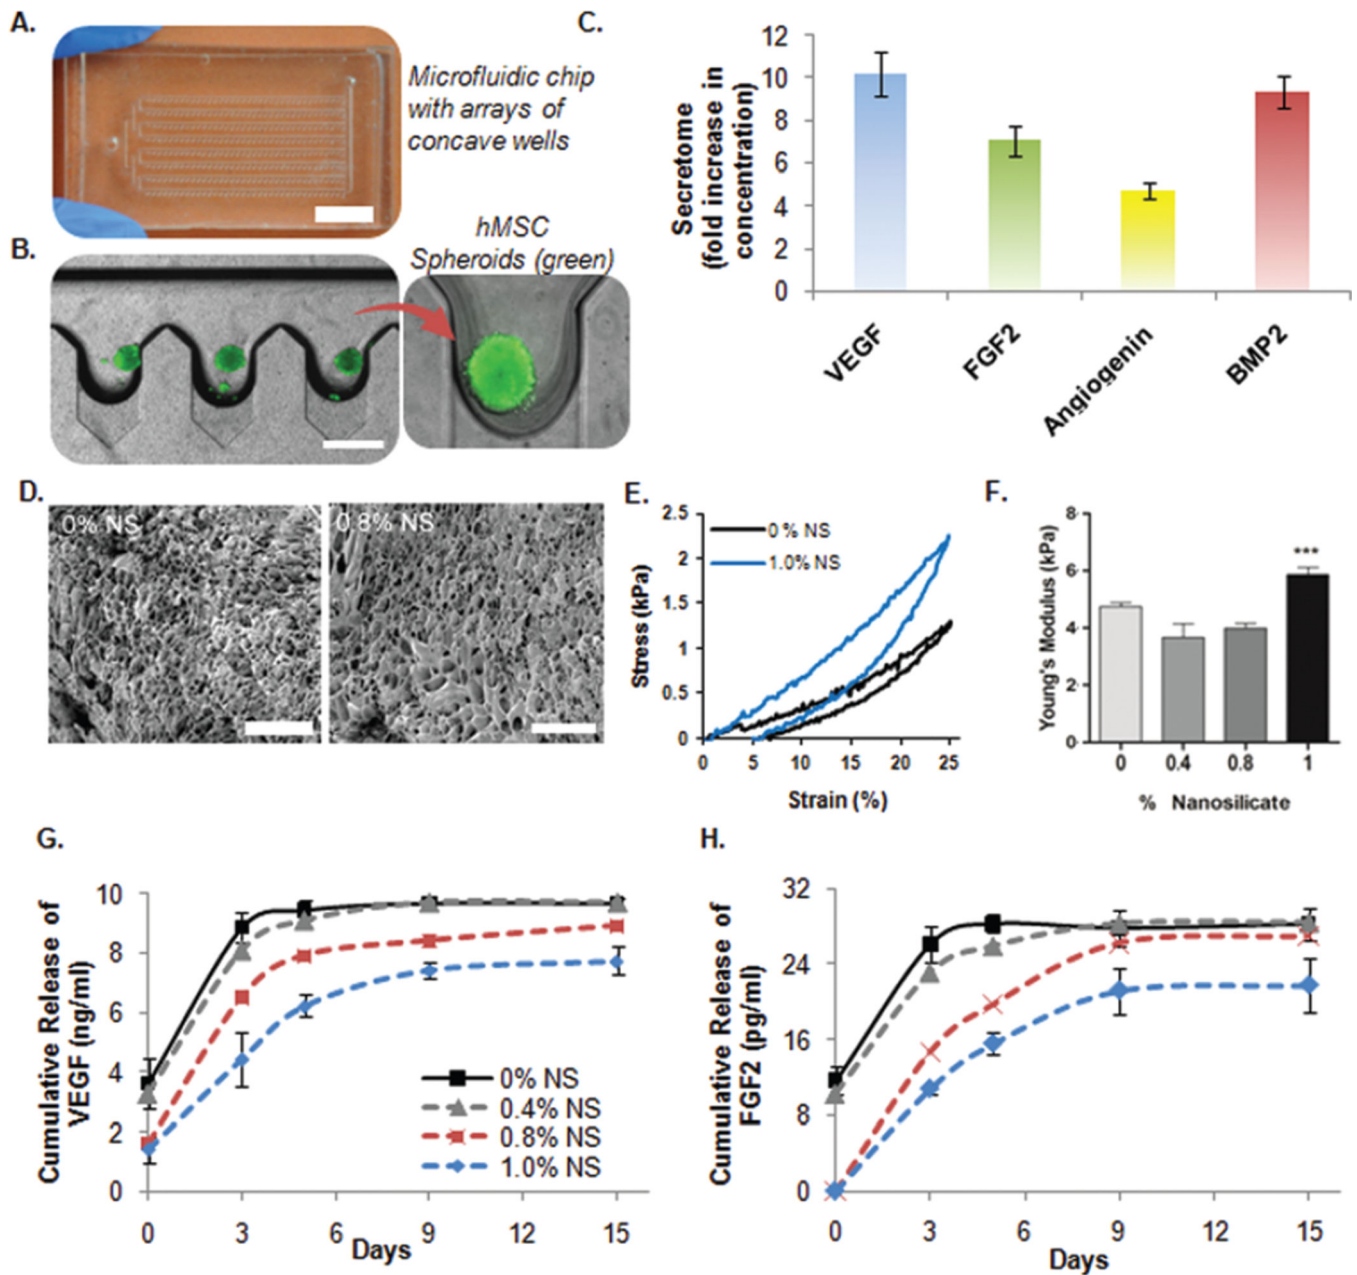 A.
Microfluidic chip
with arrays of
concave wells
B.
hMSC
Spheroids (green)
C.
Secretome
(fold increase in
concentration)
12
10
8
6
4
2
0
VEGF
FGF2
Angiogenin
BMP2
D.
0% NS
0.8% NS
E.
Stress (kPa)
2.5
2
1.5
1
0.5
0
0 % NS
1.0% NS
0 5 10 15 20 25
Strain (%)
F.
Young's Modulus (kPa)
8
6
4
2
0
***
0 0.4 0.8 1
% Nanosilicate
G.
Cumulative Release of
VEGF (ng/ml)
10
8
6
4
2
0
0% NS
0.4% NS
0.8% NS
1.0% NS
0 3 6 9 12 15
Days
H.
Cumulative Release of
FGF2 (pg/ml)
32
24
16
8
0
0 3 6 9 12 15
Days